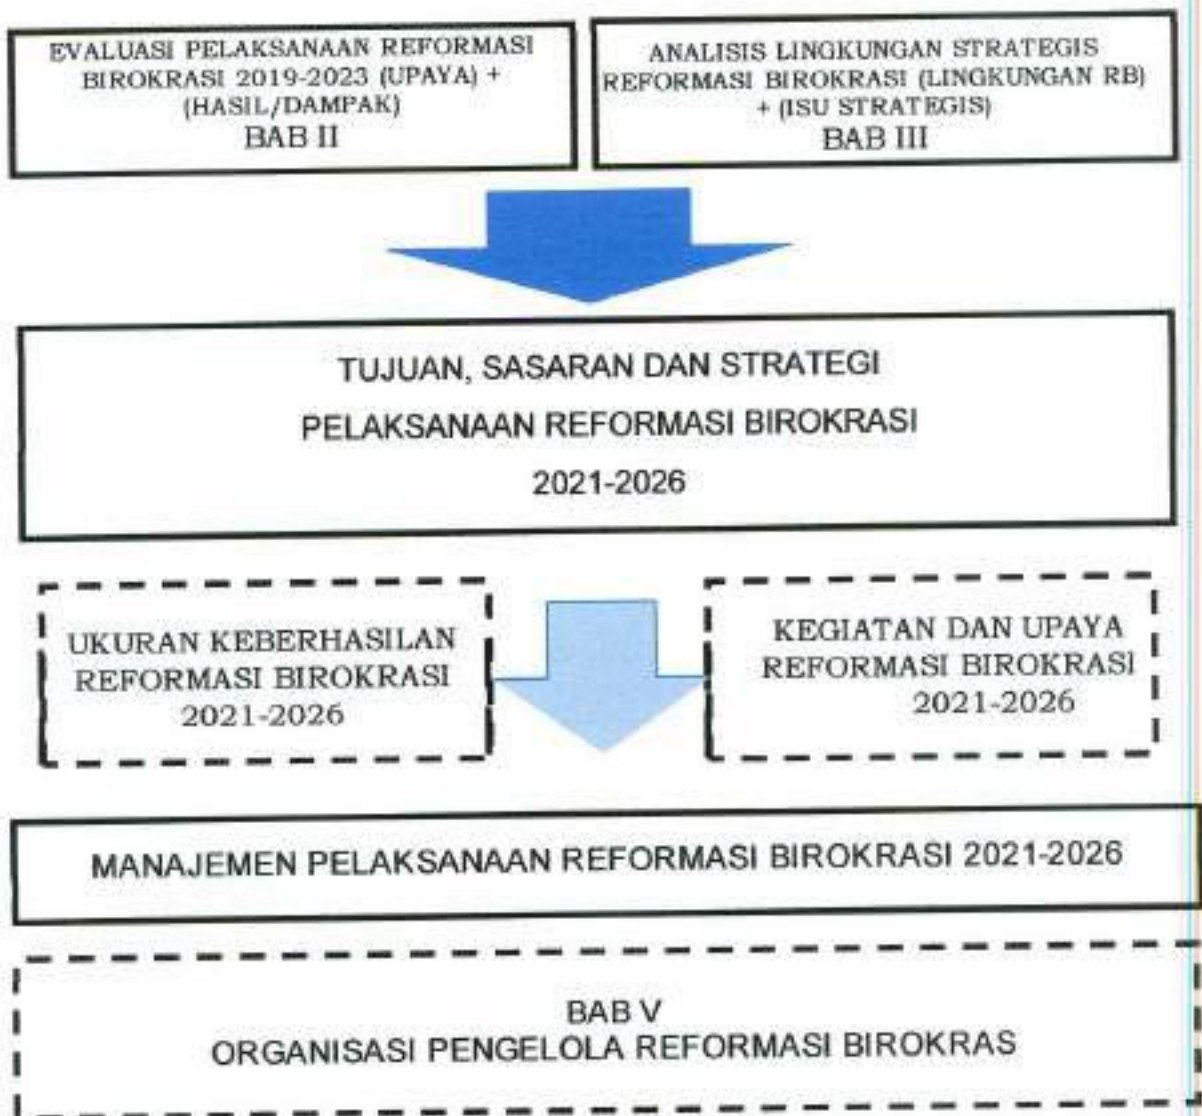 EVALUASI PELAKSANAAN REFORMASI
BIROKRASI 2019-2023 (UPAYA) +
(HASIL/DAMPAK)
BAB II
ANALISIS LINGKUNGAN STRATEGIS
REFORMASI BIROKRASI (LINGKUNGAN RB)
+ (ISU STRATEGIS)
BAB III
TUJUAN, SASARAN DAN STRATEGI
PELAKSANAAN REFORMASI BIROKRASI
2021-2026
UKURAN KEBERHASILAN
REFORMASI BIROKRASI
2021-2026
KEGIATAN DAN UPAYA
REFORMASI BIROKRASI
2021-2026
MANAJEMEN PELAKSANAAN REFORMASI BIROKRASI 2021-2026
BAB V
ORGANISASI PENGELOLA REFORMASI BIROKRAS